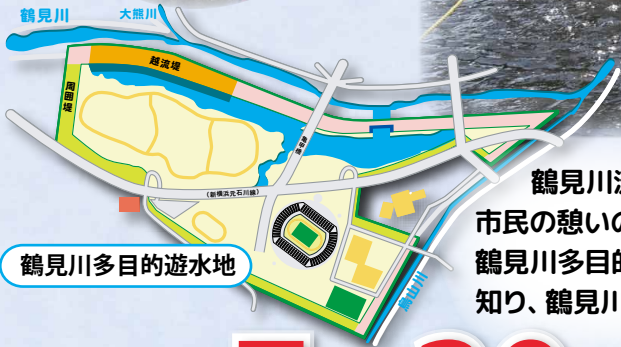 鶴見川
大熊川
越流堤
周囲堤
(新横浜元石川線)
鳥山川
鶴見川多目的遊水地
鶴見川流
市民の憩いの
鶴見川多目的
知り、鶴見川